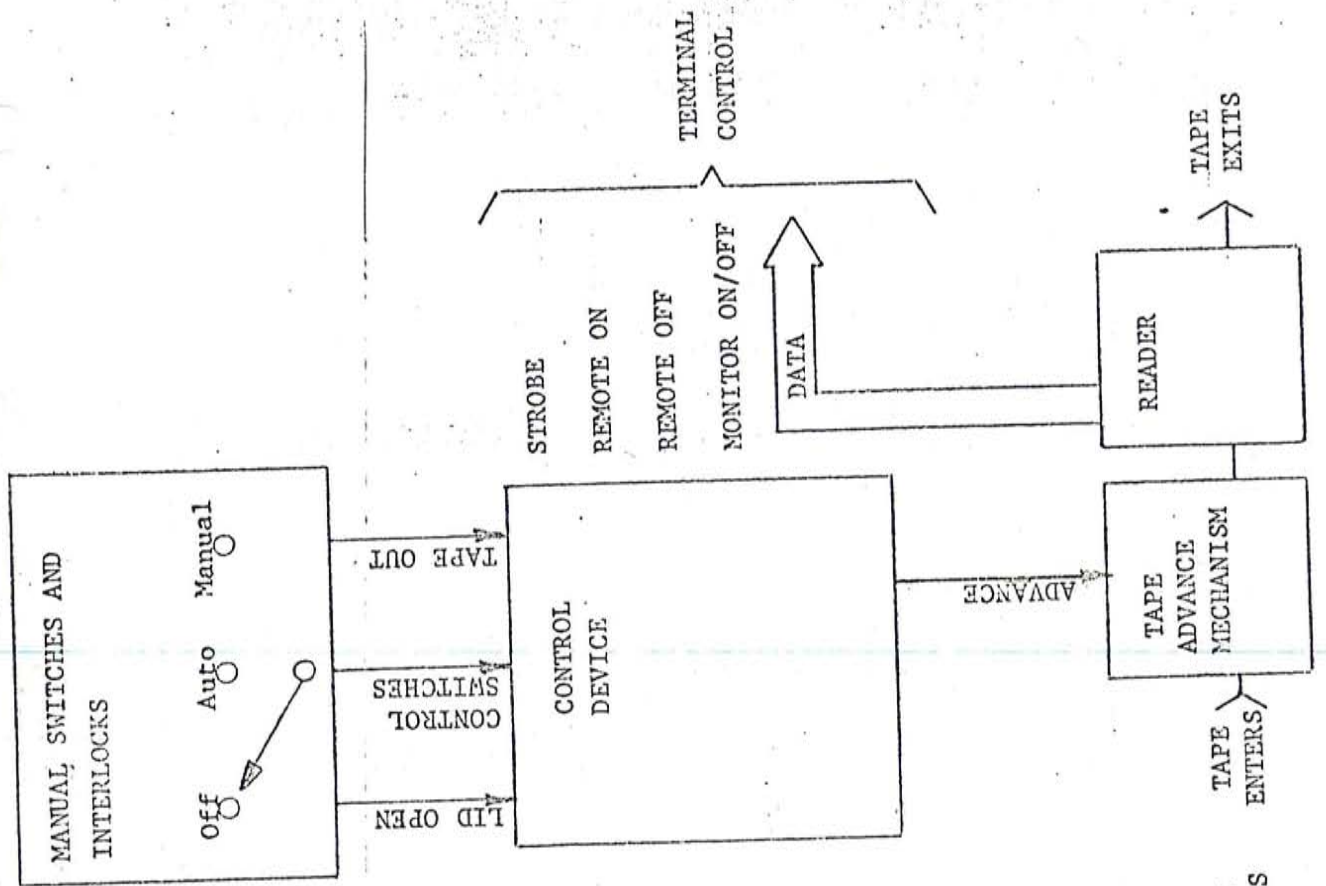 MANUAL SWITCHES AND
INTERLOCKS
Off
Auto
Manual
LID OPEN
CONTROL
SWITCHES
TAPE OUT
CONTROL
DEVICE
STROBE
REMOTE ON
REMOTE OFF
MONITOR ON/OFF
DATA
TERMINAL
CONTROL
ADVANCE
TAPE
ENTERS
TAPE
ADVANCE
MECHANISM
READER
TAPE
EXITS
S